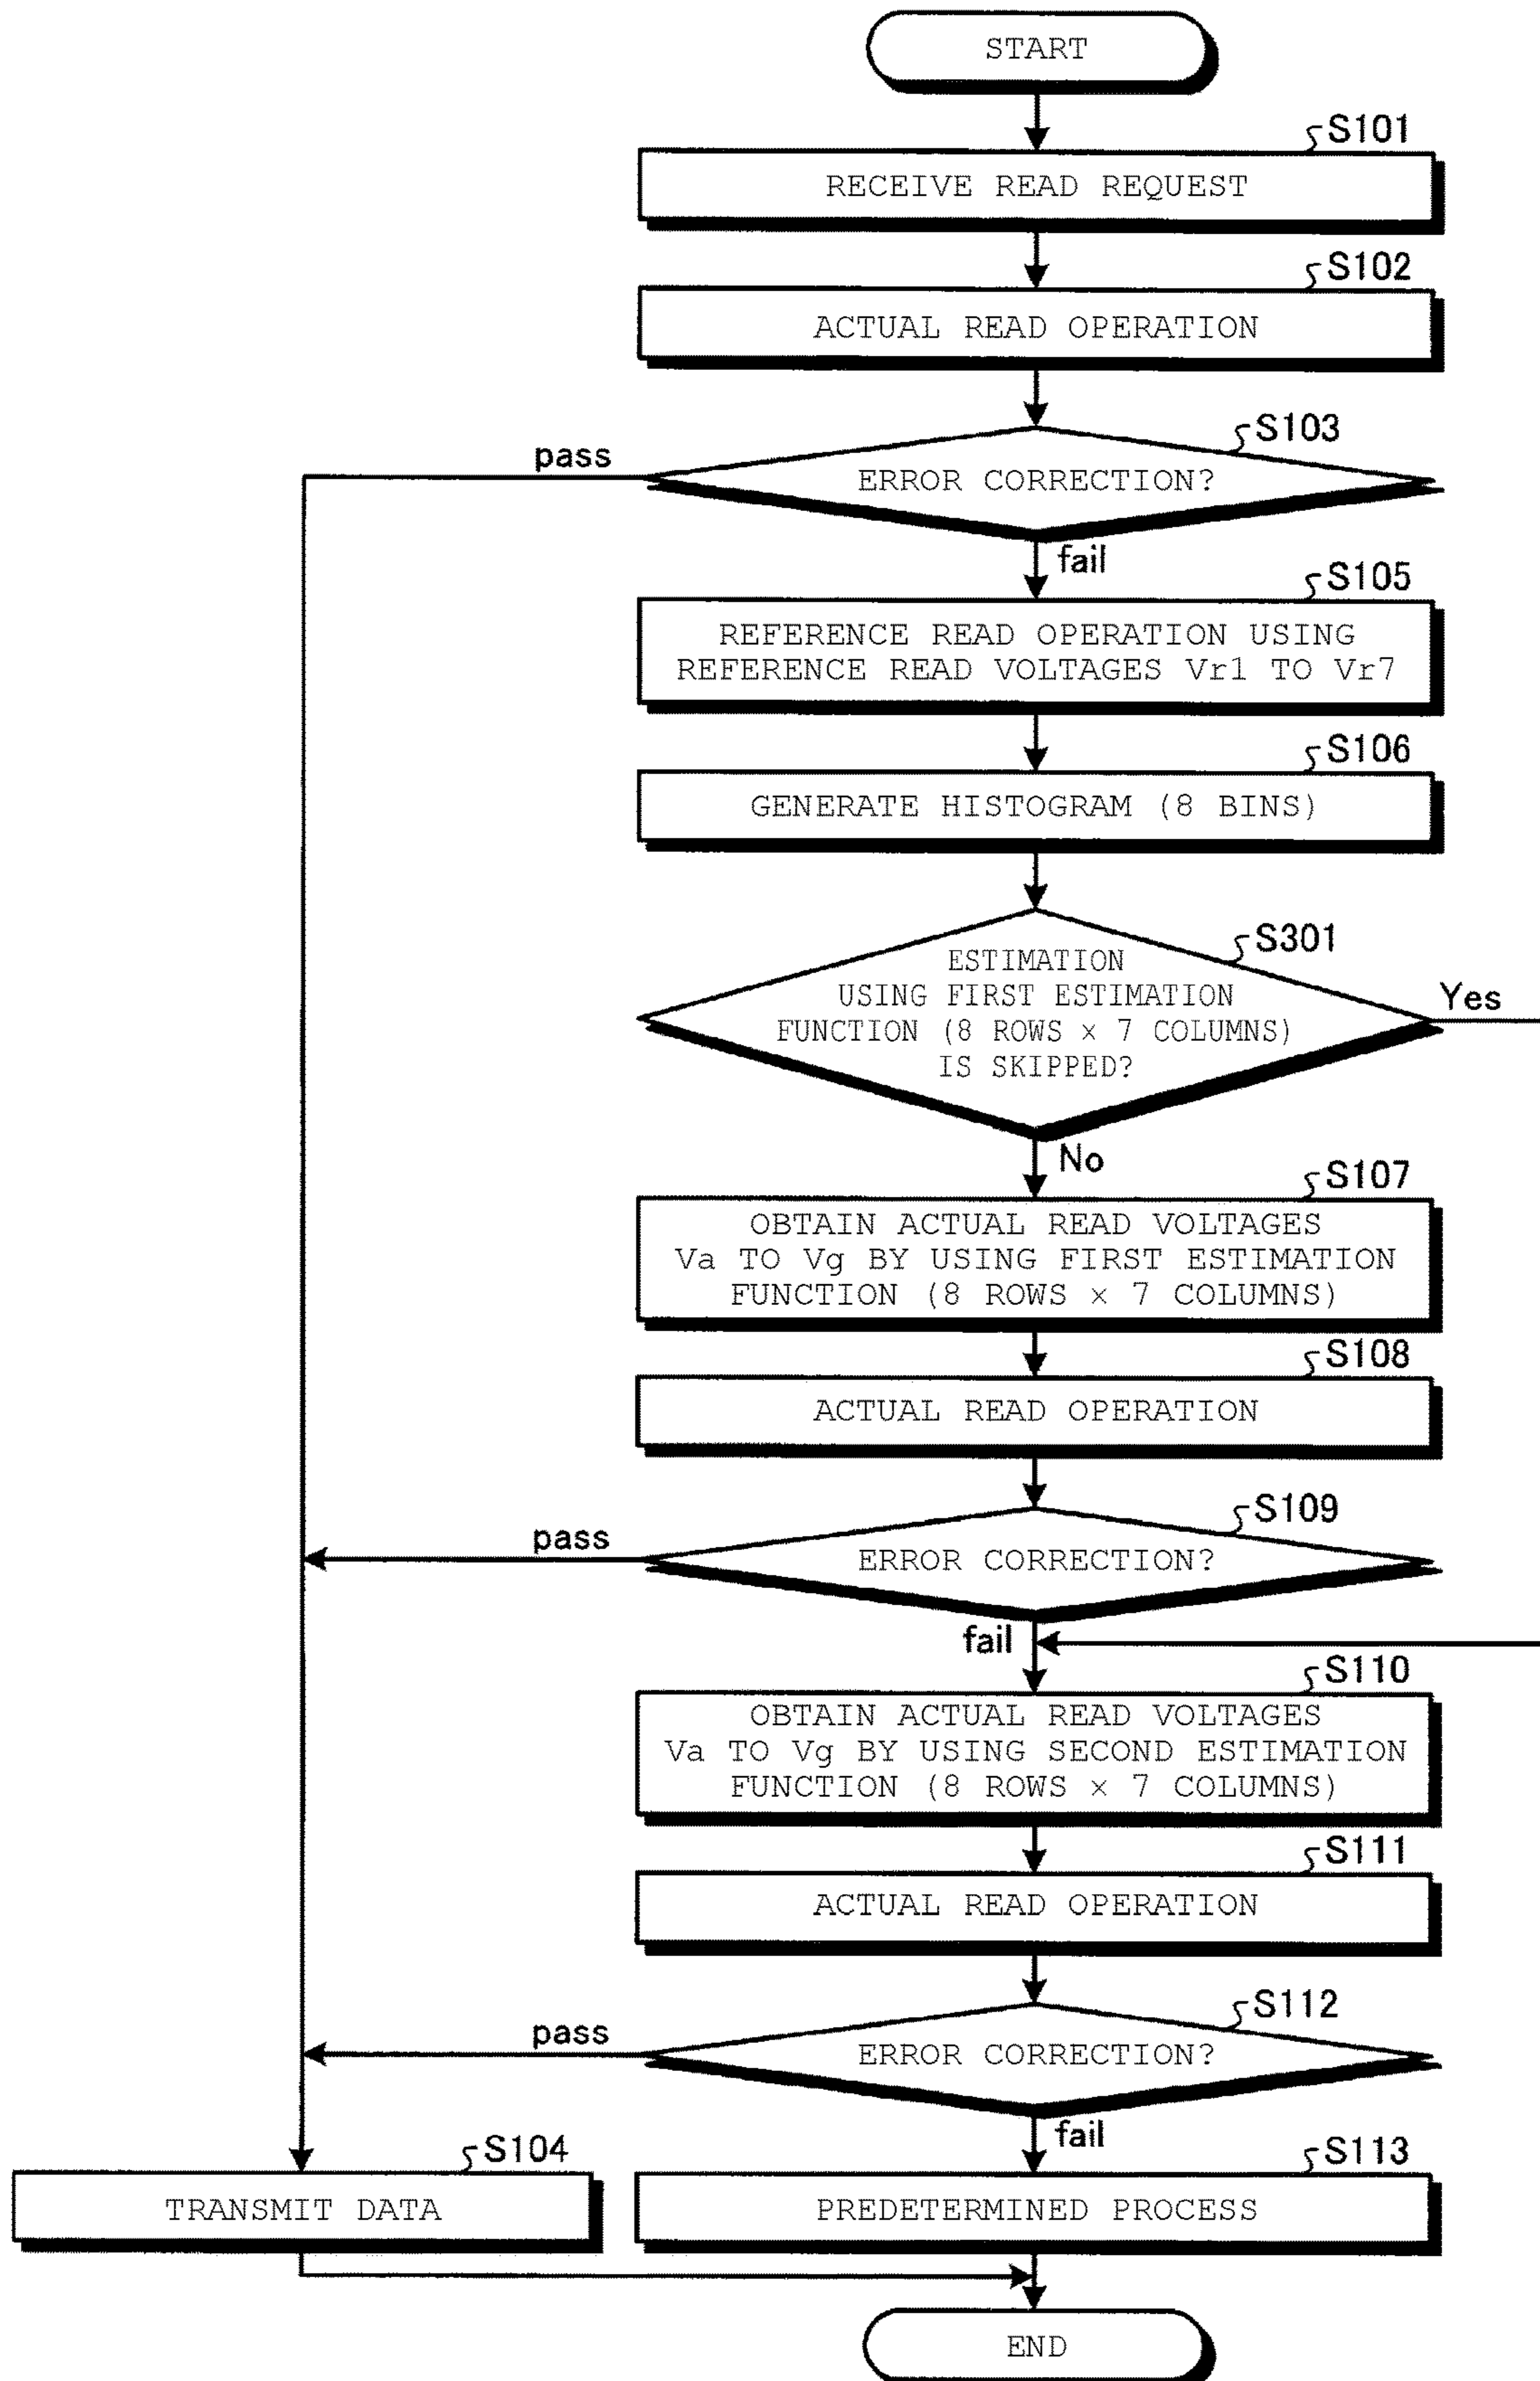 START
S101
RECEIVE READ REQUEST
S102
ACTUAL READ OPERATION
S103
pass
ERROR CORRECTION?
fail
S105
REFERENCE READ OPERATION USING
REFERENCE READ VOLTAGES Vr1 TO Vr7
S106
GENERATE HISTOGRAM (8 BINS)
S301
ESTIMATION
USING FIRST ESTIMATION
FUNCTION (8 ROWS × 7 COLUMNS)
IS SKIPPED?
Yes
No
S107
OBTAIN ACTUAL READ VOLTAGES
Va TO Vg BY USING FIRST ESTIMATION
FUNCTION (8 ROWS × 7 COLUMNS)
S108
ACTUAL READ OPERATION
S109
pass
ERROR CORRECTION?
fail
S110
OBTAIN ACTUAL READ VOLTAGES
Va TO Vg BY USING SECOND ESTIMATION
FUNCTION (8 ROWS × 7 COLUMNS)
S111
ACTUAL READ OPERATION
S112
pass
ERROR CORRECTION?
fail
S104
TRANSMIT DATA
S113
PREDETERMINED PROCESS
END